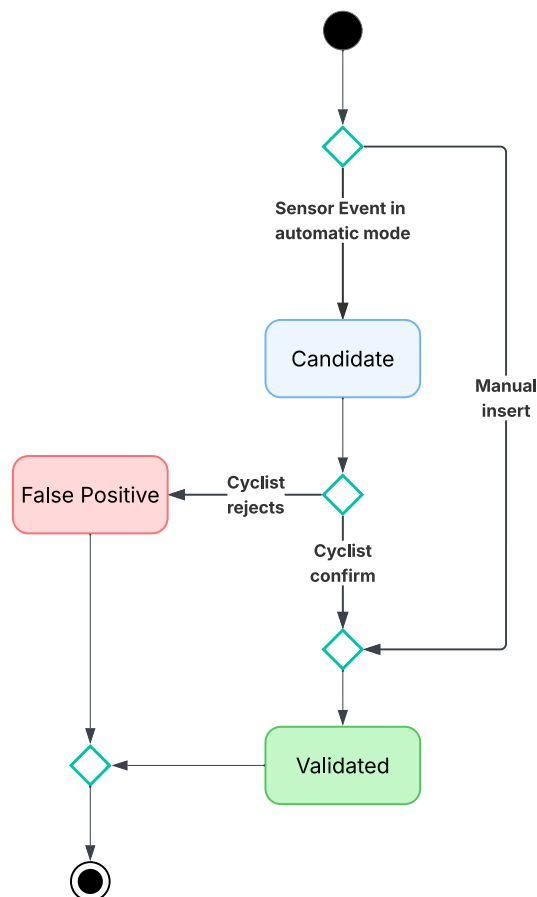 Sensor Event in
automatic mode
Candidate
Manual
insert
False Positive
Cyclist
rejects
Cyclist
confirm
Validated